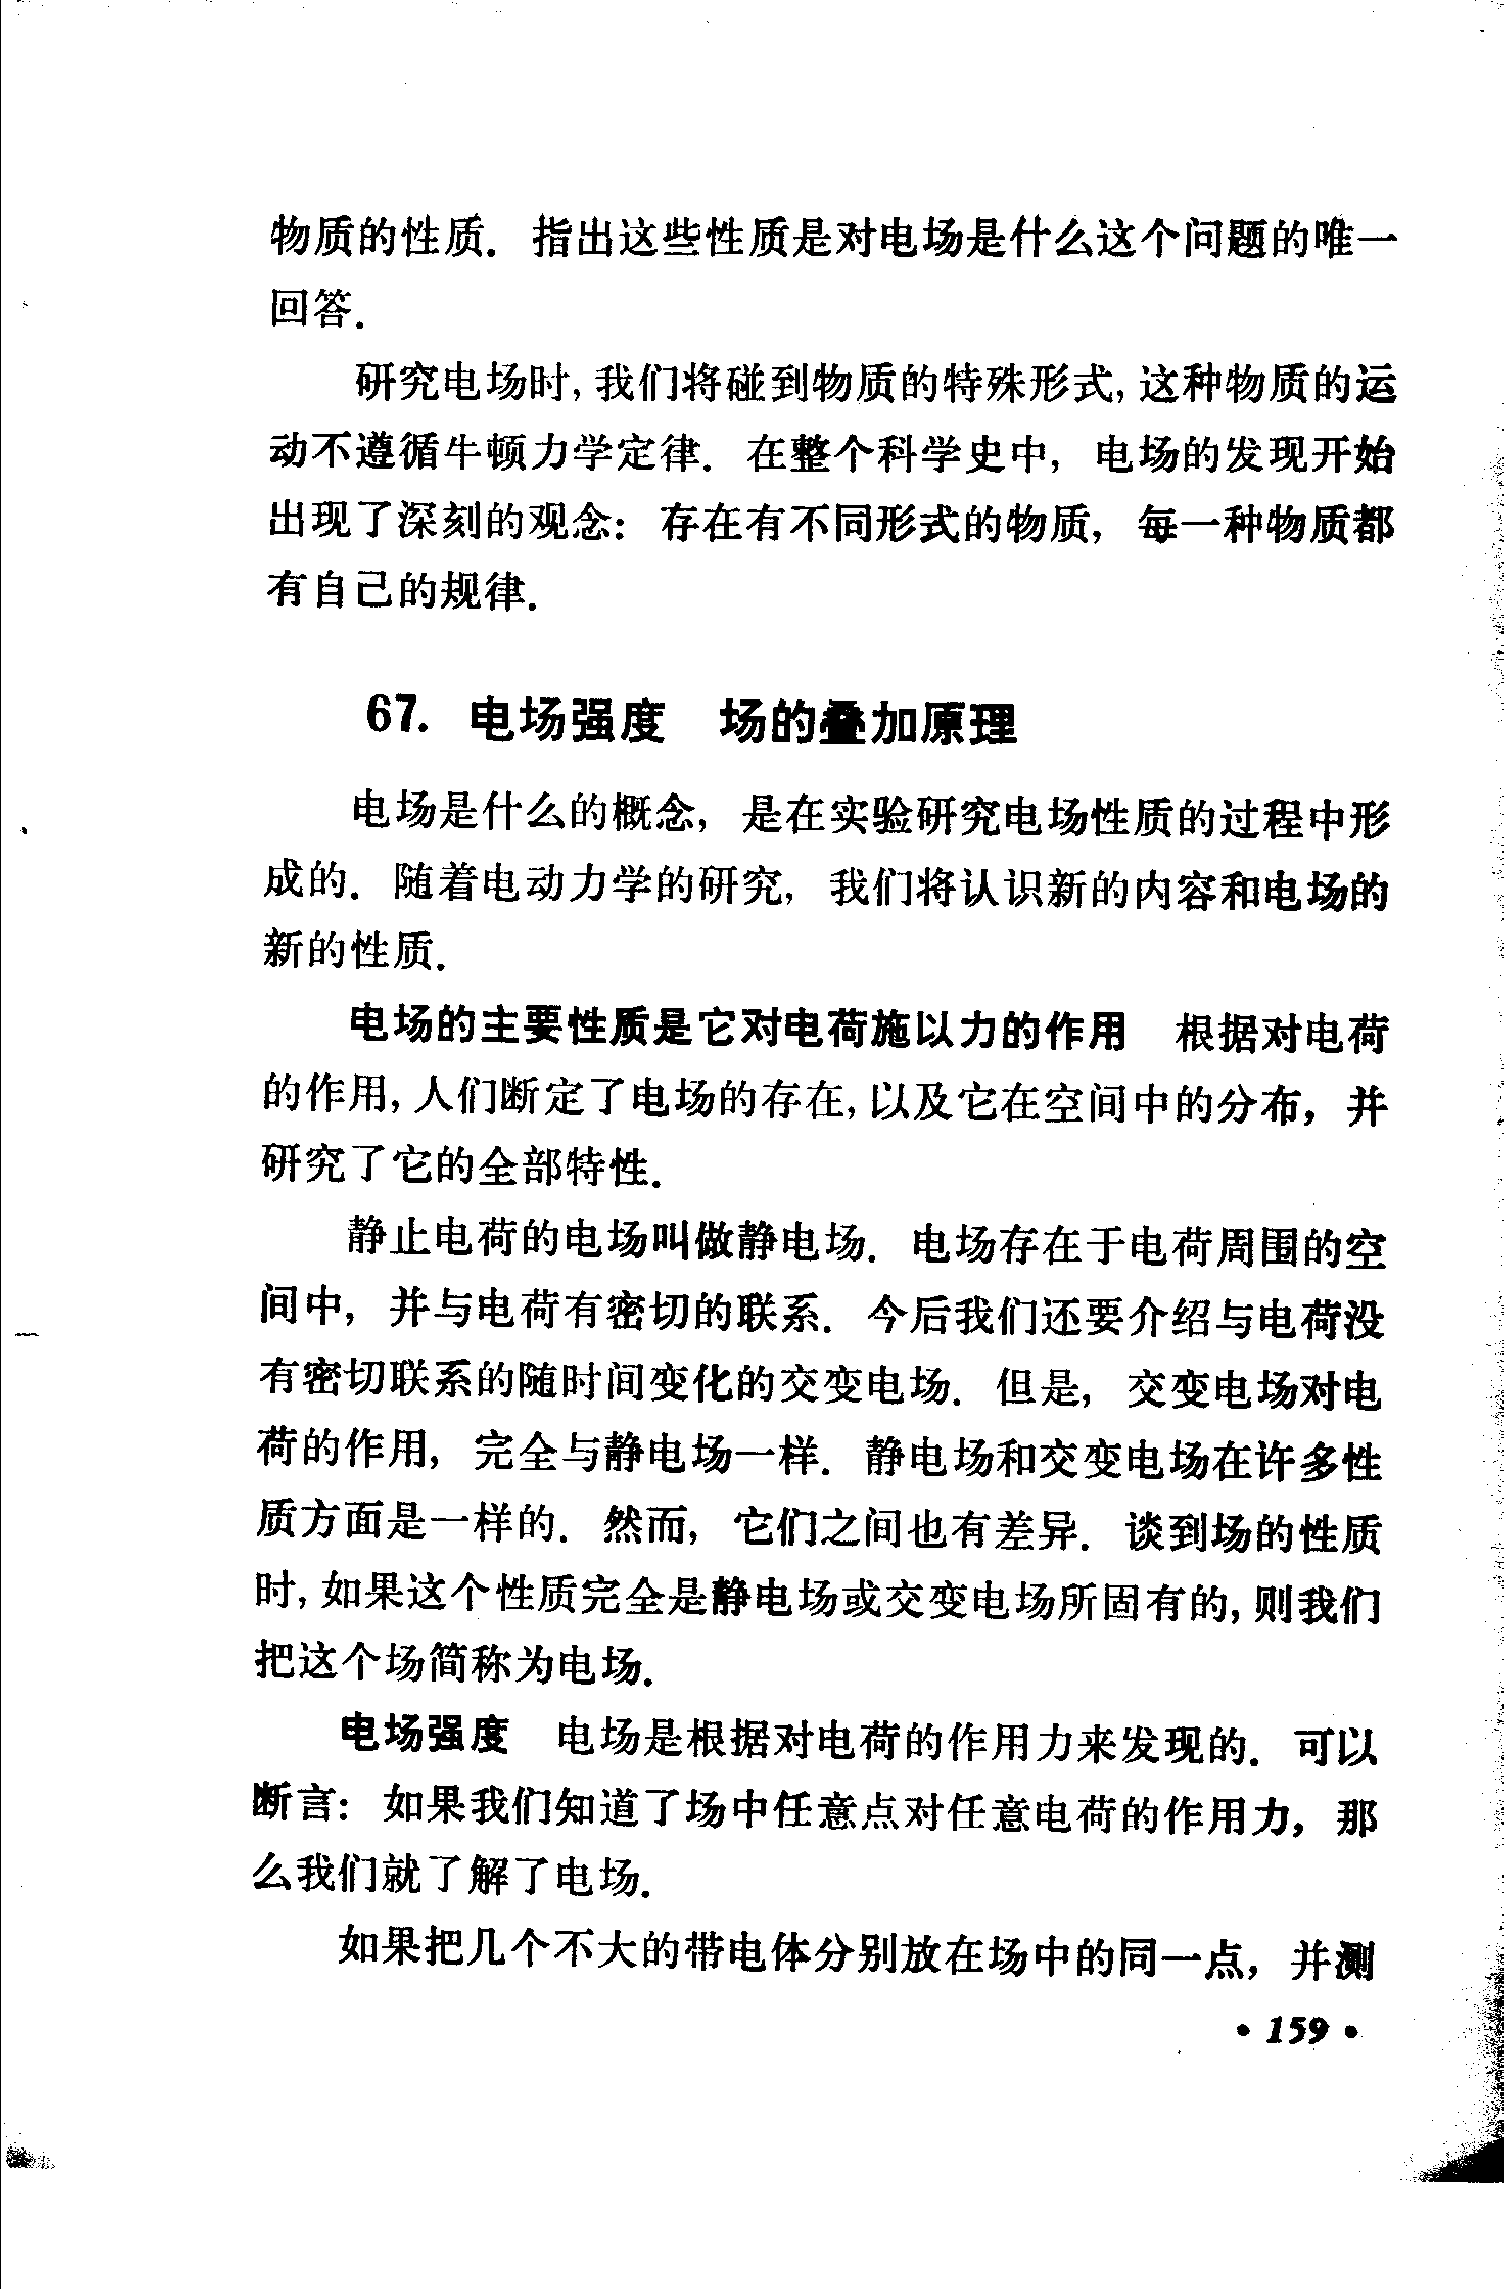 物质的性质．指出这些性质是对电场是什么这个问题的唯一
回答．
研究电场时，我们将碰到物质的特殊形式，这种物质的运
动不遵循牛顿力学定律．在整个科学史中，电场的发现开始
出现了深刻的观念：存在有不同形式的物质，每一种物质都
有自己的规律．
67．电场强度　场的叠加原理
电场是什么的概念，是在实验研究电场性质的过程中形
成的．随着电动力学的研究，我们将认识新的内容和电场的
新的性质．
电场的主要性质是它对电荷施以力的作用　根据对电荷
的作用，人们断定了电场的存在，以及它在空间中的分布，并
研究了它的全部特性．
静止电荷的电场叫做静电场．电场存在于电荷周围的空
间中，并与电荷有密切的联系．今后我们还要介绍与电荷没
有密切联系的随时间变化的交变电场．但是，交变电场对电
荷的作用，完全与静电场一样．静电场和交变电场在许多性
质方面是一样的．然而，它们之间也有差异．谈到场的性质
时，如果这个性质完全是静电场或交变电场所固有的，则我们
把这个场简称为电场．
电场强度　电场是根据对电荷的作用力来发现的．可以
断言：如果我们知道了场中任意点对任意电荷的作用力，那
么我们就了解了电场．
如果把几个不大的带电体分别放在场中的同一点，并测
• 159 •